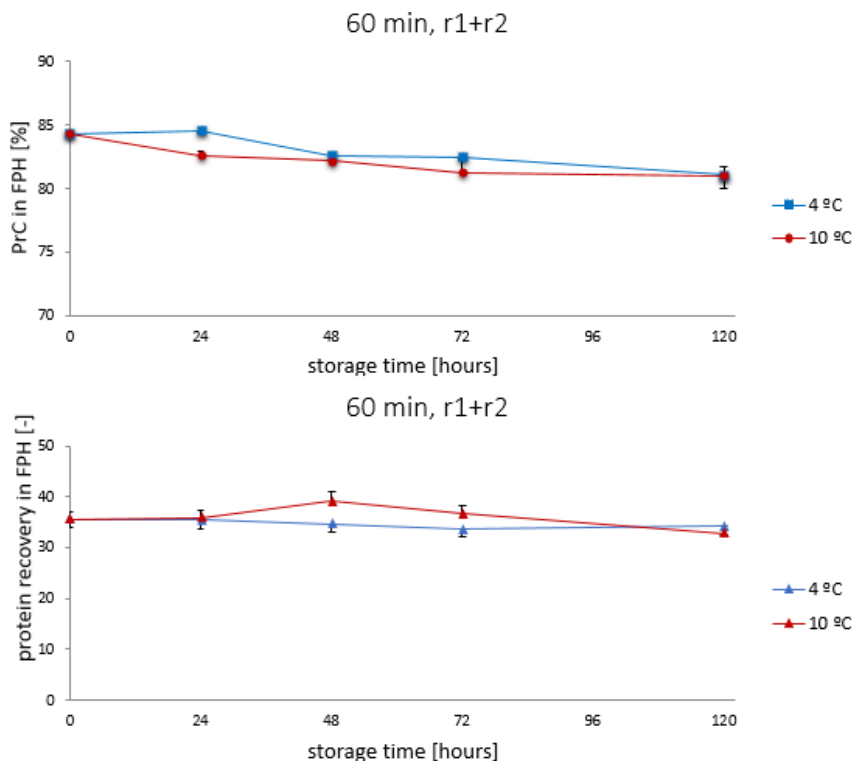 60 min, r1+r2
90
85
80
75
70
PrC in FPH [%]
0 24 48 72 96 120
storage time [hours]
4 ºC
10 ºC
60 min, r1+r2
50
40
30
20
10
0
protein recovery in FPH [-]
0 24 48 72 96 120
storage time [hours]
4 ºC
10 ºC